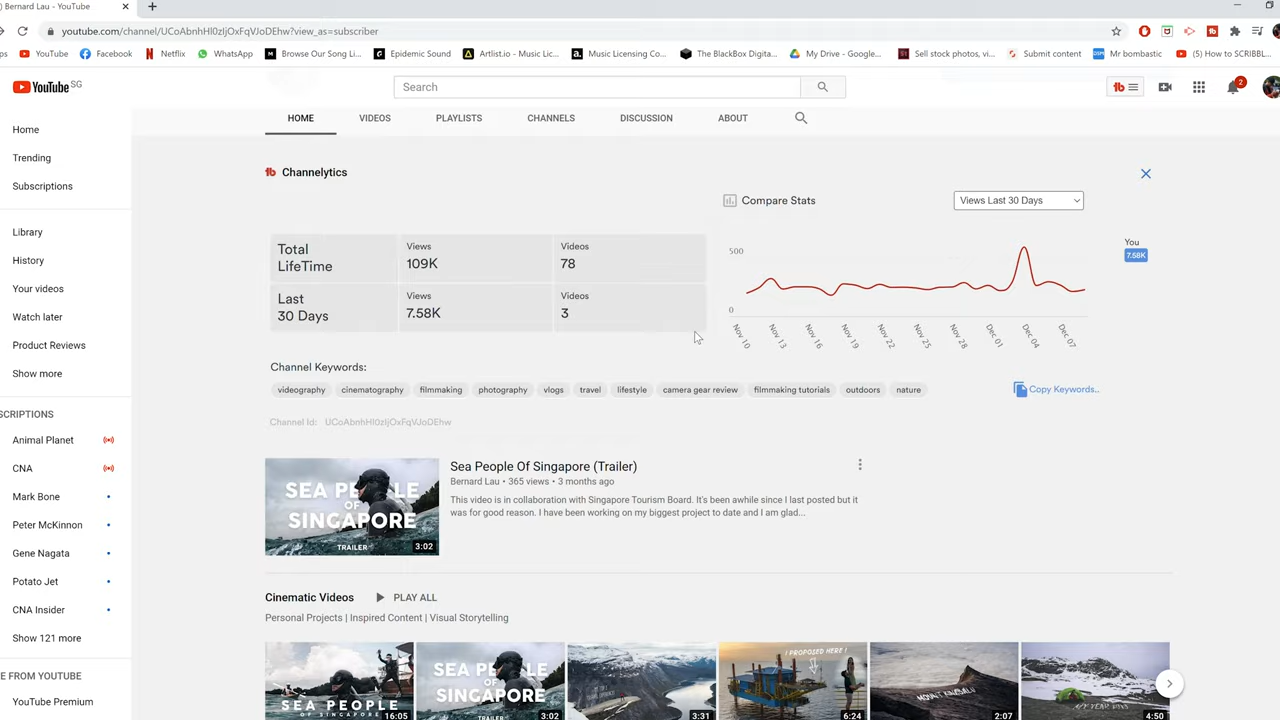 Bernard Lau - YouTube
youtube.com/channel/UCoAbnhHI0zIjOxFqVJoDEhw?view_as=subscriber
YouTube Facebook Netflix WhatsApp Browse Our Song Li... Epidemic Sound Artlist.io - Music Lic... Music Licensing Co... The BlackBox Digita... My Drive - Google... Sell stock photos, vi... Submit content Mr bombastic (5) How to SCRIBBL...
YouTube SG
Search
2
HOME VIDEOS PLAYLISTS CHANNELS DISCUSSION ABOUT
Home
Trending
Subscriptions
Library
History
Your videos
Watch later
Product Reviews
Show more
SCRIPTIONS
Animal Planet
CNA
Mark Bone
Peter McKinnon
Gene Nagata
Potato Jet
CNA Insider
Show 121 more
E FROM YOUTUBE
YouTube Premium
tb Channelytics
Compare Stats
Views Last 30 Days
Total LifeTime
Views
109K
Videos
78
Last 30 Days
Views
7.58K
Videos
3
500
0
Nov 10 Nov 13 Nov 16 Nov 19 Nov 22 Nov 25 Nov 28 Dec 01 Dec 04 Dec 07
You
7.58K
Channel Keywords:
videography cinematography filmmaking photography vlogs travel lifestyle camera gear review filmmaking tutorials outdoors nature
Copy Keywords..
Channel Id: UCoAbnhHI0zIjOxFqVJoDEhw
SEA PEOPLE
OF
SINGAPORE
TRAILER
3:02
Sea People Of Singapore (Trailer)
Bernard Lau • 365 views • 3 months ago
This video is in collaboration with Singapore Tourism Board. It's been awhile since I last posted but it
was for good reason. I have been working on my biggest project to date and I am glad...
Cinematic Videos PLAY ALL
Personal Projects | Inspired Content | Visual Storytelling
SEA PEOPLE
OF SINGAPORE
16:05
SEA PEOPLE
OF
SINGAPORE
3:02
3:31
I PROPOSED HERE!
6:24
MOUNT KINABALU
2:07
4:50